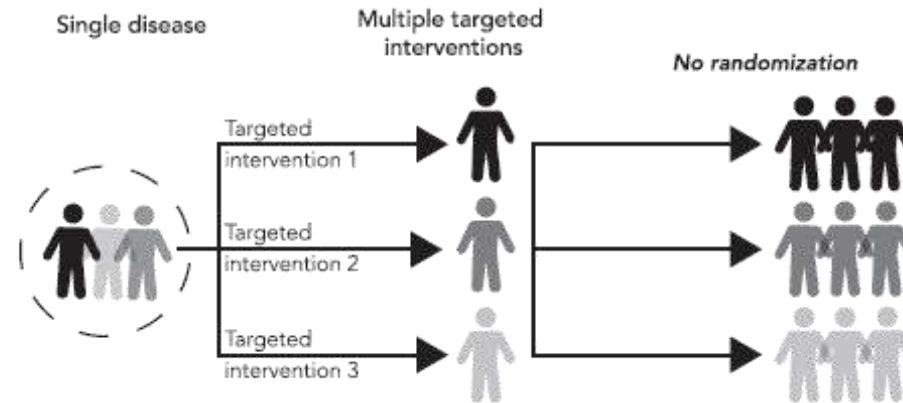 Single disease
Multiple targeted
interventions
No randomization
Targeted
intervention 1
Targeted
intervention 2
Targeted
intervention 3